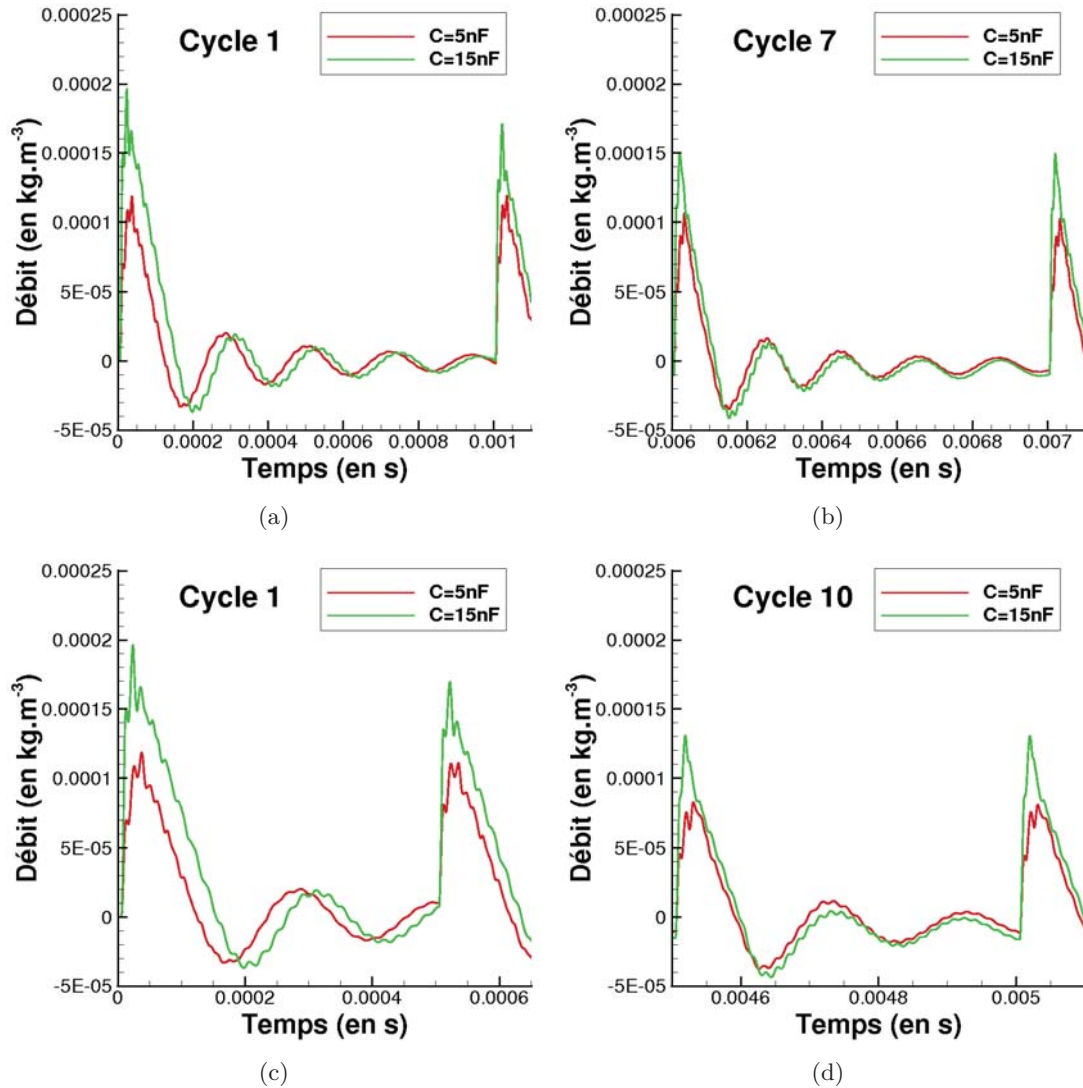 Cycle 1
C=5nF
C=15nF
0.00025
0.0002
0.00015
0.0001
5E-05
0
-5E-05
Débit (en kg.m-3)
0 0.0002 0.0004 0.0006 0.0008 0.001
Temps (en s)
(a)
Cycle 7
C=5nF
C=15nF
0.00025
0.0002
0.00015
0.0001
5E-05
0
-5E-05
Débit (en kg.m-3)
0.006 0.0062 0.0064 0.0066 0.0068 0.007
Temps (en s)
(b)
Cycle 1
C=5nF
C=15nF
0.00025
0.0002
0.00015
0.0001
5E-05
0
-5E-05
Débit (en kg.m-3)
0 0.0002 0.0004 0.0006
Temps (en s)
(c)
Cycle 10
C=5nF
C=15nF
0.00025
0.0002
0.00015
0.0001
5E-05
0
-5E-05
Débit (en kg.m-3)
0.0046 0.0048 0.005
Temps (en s)
(d)